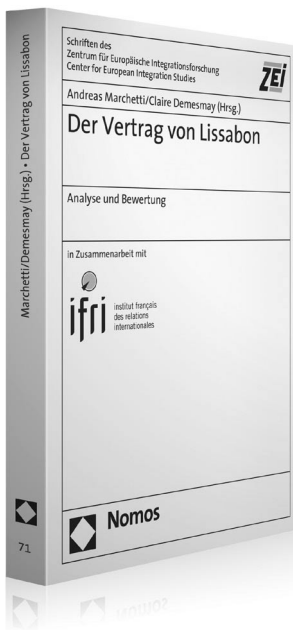 Marchetti/Demesmay (Hrsg.) • Der Vertrag von Lissabon
71
Schriften des
Zentrum für Europäische Integrationsforschung
Center for European Integration Studies
ZEI
Andreas Marchetti/Claire Demesmay (Hrsg.)
Der Vertrag von Lissabon
Analyse und Bewertung
in Zusammenarbeit mit
ifri
institut français
des relations
internationales
Nomos